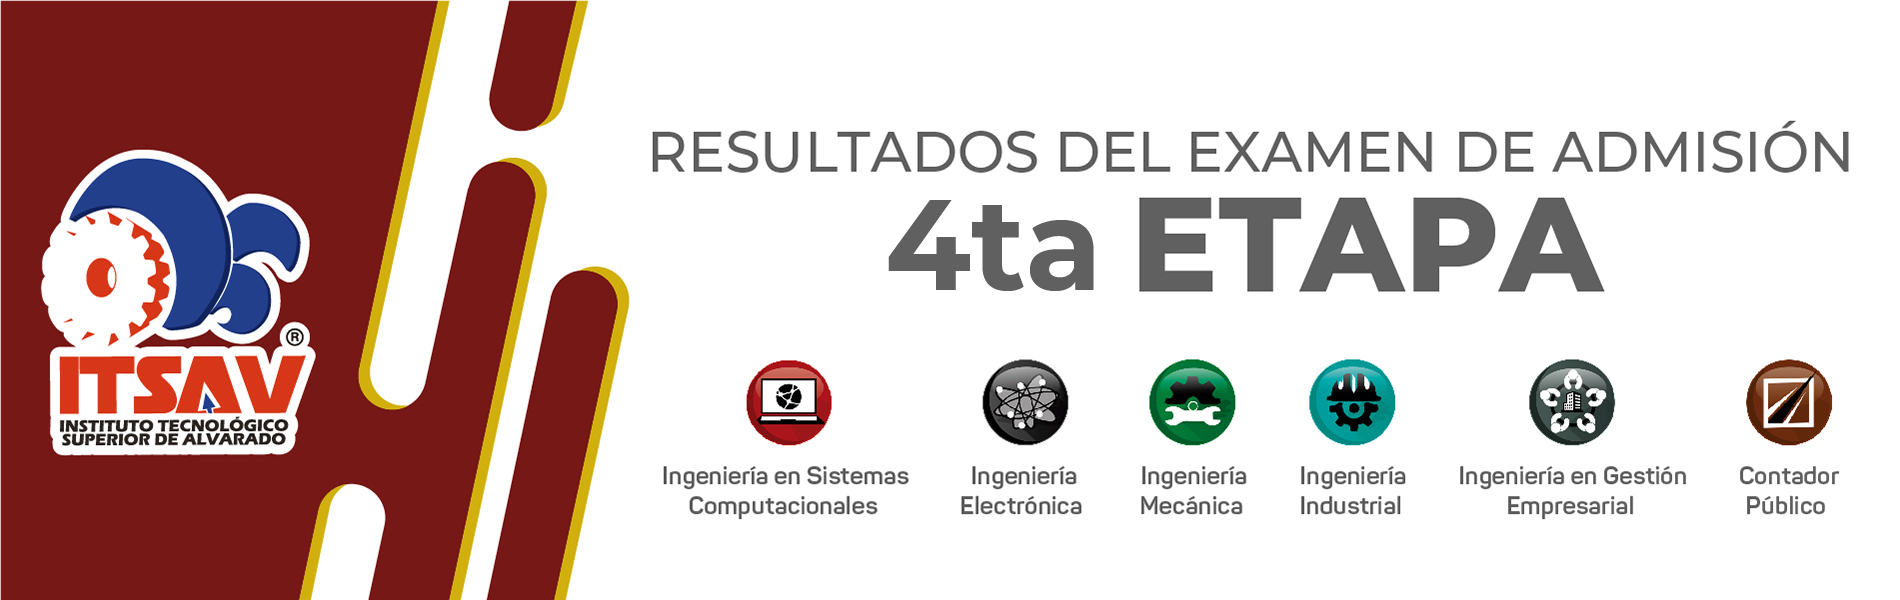 RESULTADOS DEL EXAMEN DE ADMISIÓN
4ta ETAPA
®
ITSAV
INSTITUTO TECNOLÓGICO
SUPERIOR DE ALVARADO
Ingeniería en Sistemas
Computacionales
Ingeniería
Electrónica
Ingeniería
Mecánica
Ingeniería
Industrial
Ingeniería en Gestión
Empresarial
Contador
Público